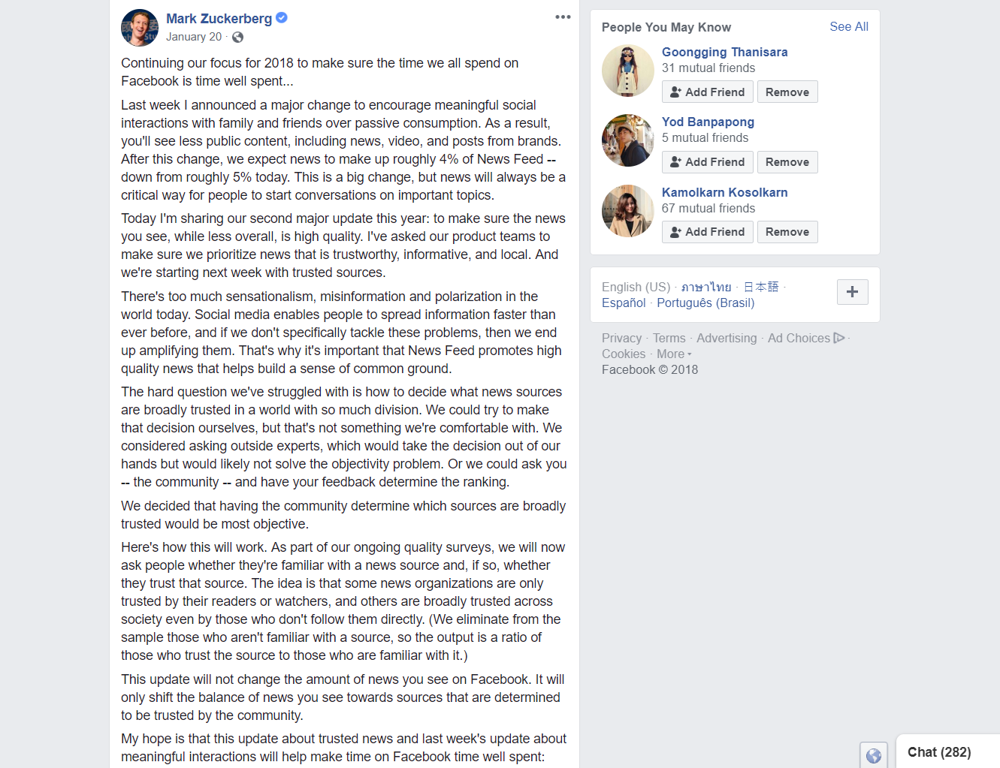 Mark Zuckerberg
January 20 ·
Continuing our focus for 2018 to make sure the time we all spend on
Facebook is time well spent...
Last week I announced a major change to encourage meaningful social
interactions with family and friends over passive consumption. As a result,
you'll see less public content, including news, video, and posts from brands.
After this change, we expect news to make up roughly 4% of News Feed --
down from roughly 5% today. This is a big change, but news will always be a
critical way for people to start conversations on important topics.
Today I'm sharing our second major update this year: to make sure the news
you see, while less overall, is high quality. I've asked our product teams to
make sure we prioritize news that is trustworthy, informative, and local. And
we're starting next week with trusted sources.
There's too much sensationalism, misinformation and polarization in the
world today. Social media enables people to spread information faster than
ever before, and if we don't specifically tackle these problems, then we end
up amplifying them. That's why it's important that News Feed promotes high
quality news that helps build a sense of common ground.
The hard question we've struggled with is how to decide what news sources
are broadly trusted in a world with so much division. We could try to make
that decision ourselves, but that's not something we're comfortable with. We
considered asking outside experts, which would take the decision out of our
hands but would likely not solve the objectivity problem. Or we could ask you
-- the community -- and have your feedback determine the ranking.
We decided that having the community determine which sources are broadly
trusted would be most objective.
Here's how this will work. As part of our ongoing quality surveys, we will now
ask people whether they're familiar with a news source and, if so, whether
they trust that source. The idea is that some news organizations are only
trusted by their readers or watchers, and others are broadly trusted across
society even by those who don't follow them directly. (We eliminate from the
sample those who aren't familiar with a source, so the output is a ratio of
those who trust the source to those who are familiar with it.)
This update will not change the amount of news you see on Facebook. It will
only shift the balance of news you see towards sources that are determined
to be trusted by the community.
My hope is that this update about trusted news and last week's update about
meaningful interactions will help make time on Facebook time well spent:
People You May Know
See All
Goongging Thanisara
31 mutual friends
Add Friend Remove
Yod Banpapong
5 mutual friends
Add Friend Remove
Kamolkarn Kosolkarn
67 mutual friends
Add Friend Remove
English (US) · ภาษาไทย · 日本語 ·
Español · Português (Brasil)
Privacy · Terms · Advertising · Ad Choices ·
Cookies · More
Facebook © 2018
Chat (282)